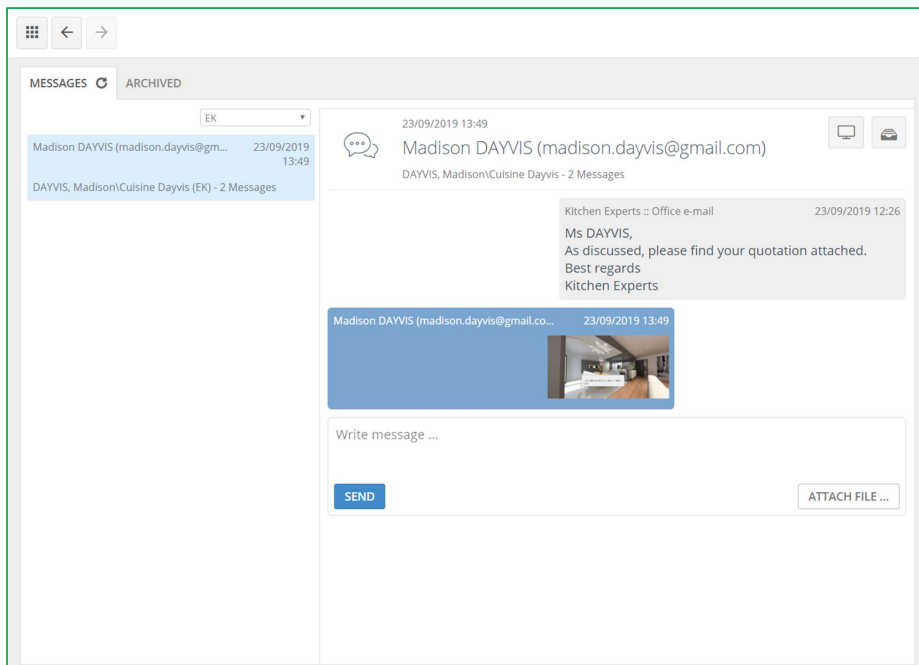 MESSAGES
ARCHIVED
EK
Madison DAYVIS (madison.dayvis@gm... 23/09/2019
13:49
DAYVIS, Madison\Cuisine Dayvis (EK) - 2 Messages
23/09/2019 13:49
Madison DAYVIS (madison.dayvis@gmail.com)
DAYVIS, Madison\Cuisine Dayvis - 2 Messages
Kitchen Experts :: Office e-mail 23/09/2019 12:26
Ms DAYVIS,
As discussed, please find your quotation attached.
Best regards
Kitchen Experts
Madison DAYVIS (madison.dayvis@gmail.co... 23/09/2019 13:49
Write message ...
SEND
ATTACH FILE ...